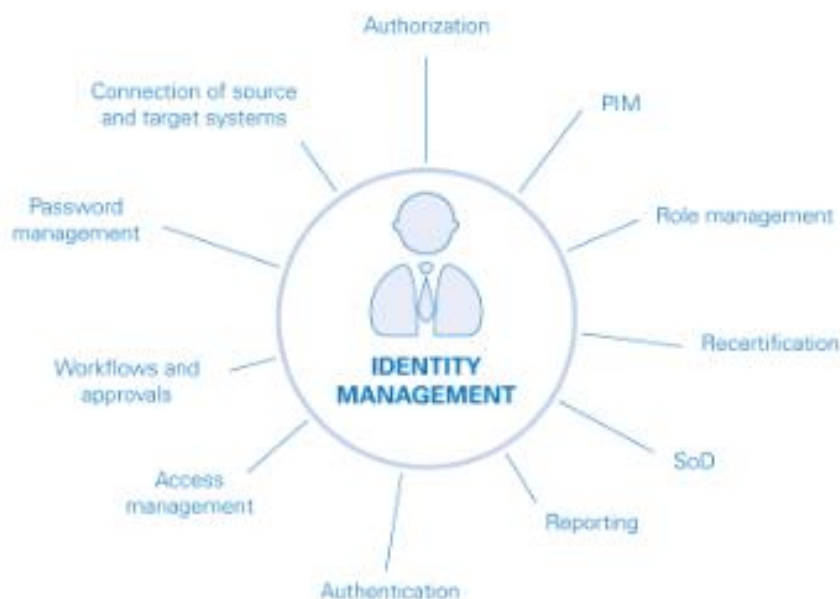 Authorization
Connection of source
and target systems
PIM
Password
management
Role management
IDENTITY
MANAGEMENT
Recertification
Workflows and
approvals
SoD
Access
management
Reporting
Authentication